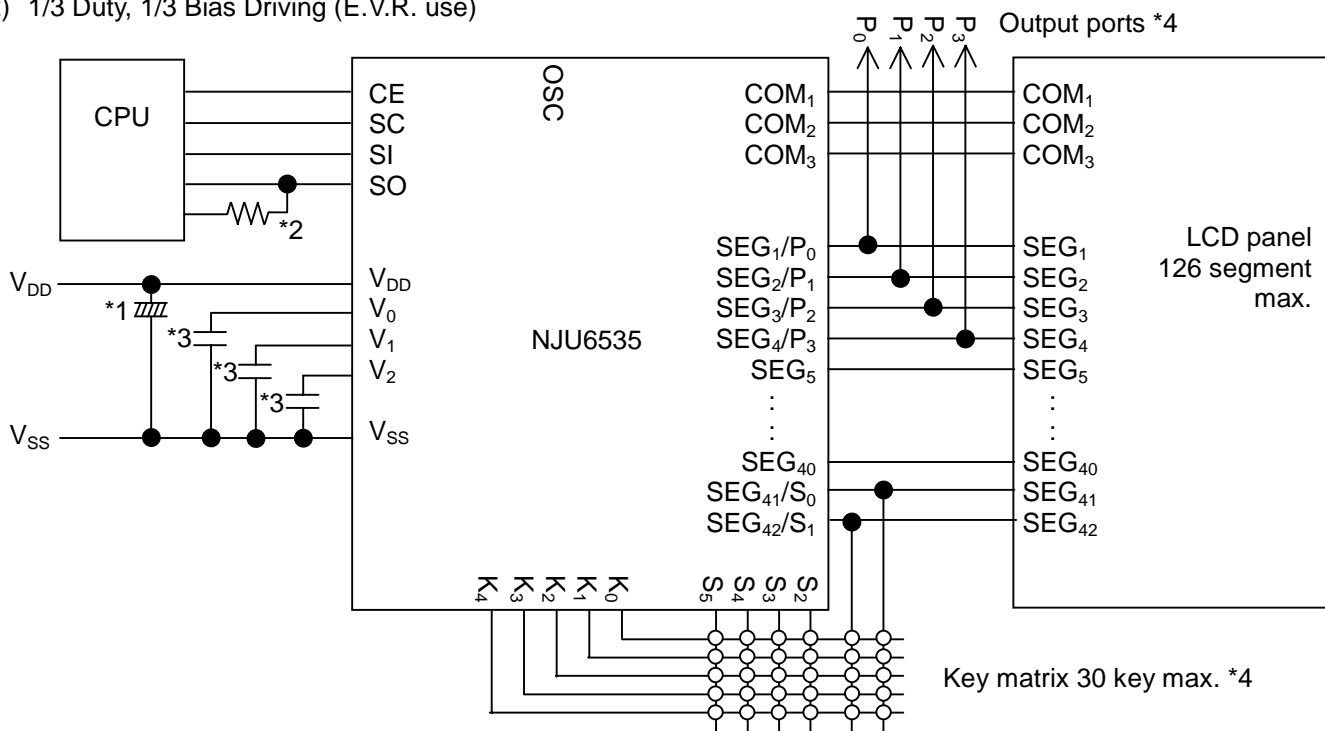 ) 1/3 Duty, 1/3 Bias Driving (E.V.R. use)
P0 P1 P2 P3 Output ports *4
CPU
OSC
CE
SC
SI
SO
*2
COM1
COM2
COM3
COM1
COM2
COM3
VDD
*1
*3
*3
*3
VSS
VDD
V0
V1
V2
VSS
NJU6535
SEG1/P0
SEG2/P1
SEG3/P2
SEG4/P3
SEG5
:
:
SEG40
SEG41/S0
SEG42/S1
SEG1
SEG2
SEG3
SEG4
SEG5
:
:
SEG40
SEG41
SEG42
LCD panel
126 segment
max.
K4 K3 K2 K1 K0
S5 S4 S3 S2
Key matrix 30 key max. *4